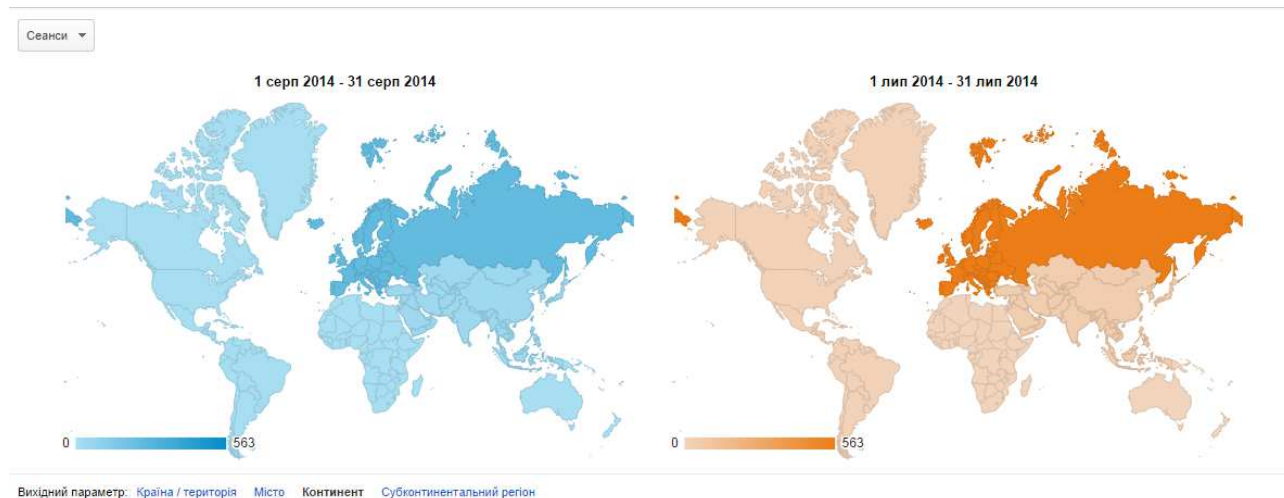 Сеанси
1 серп 2014 - 31 серп 2014
1 лип 2014 - 31 лип 2014
0 563
0 563
Вихідний параметр: Країна / територія Місто Континент Субконтинентальний регіон